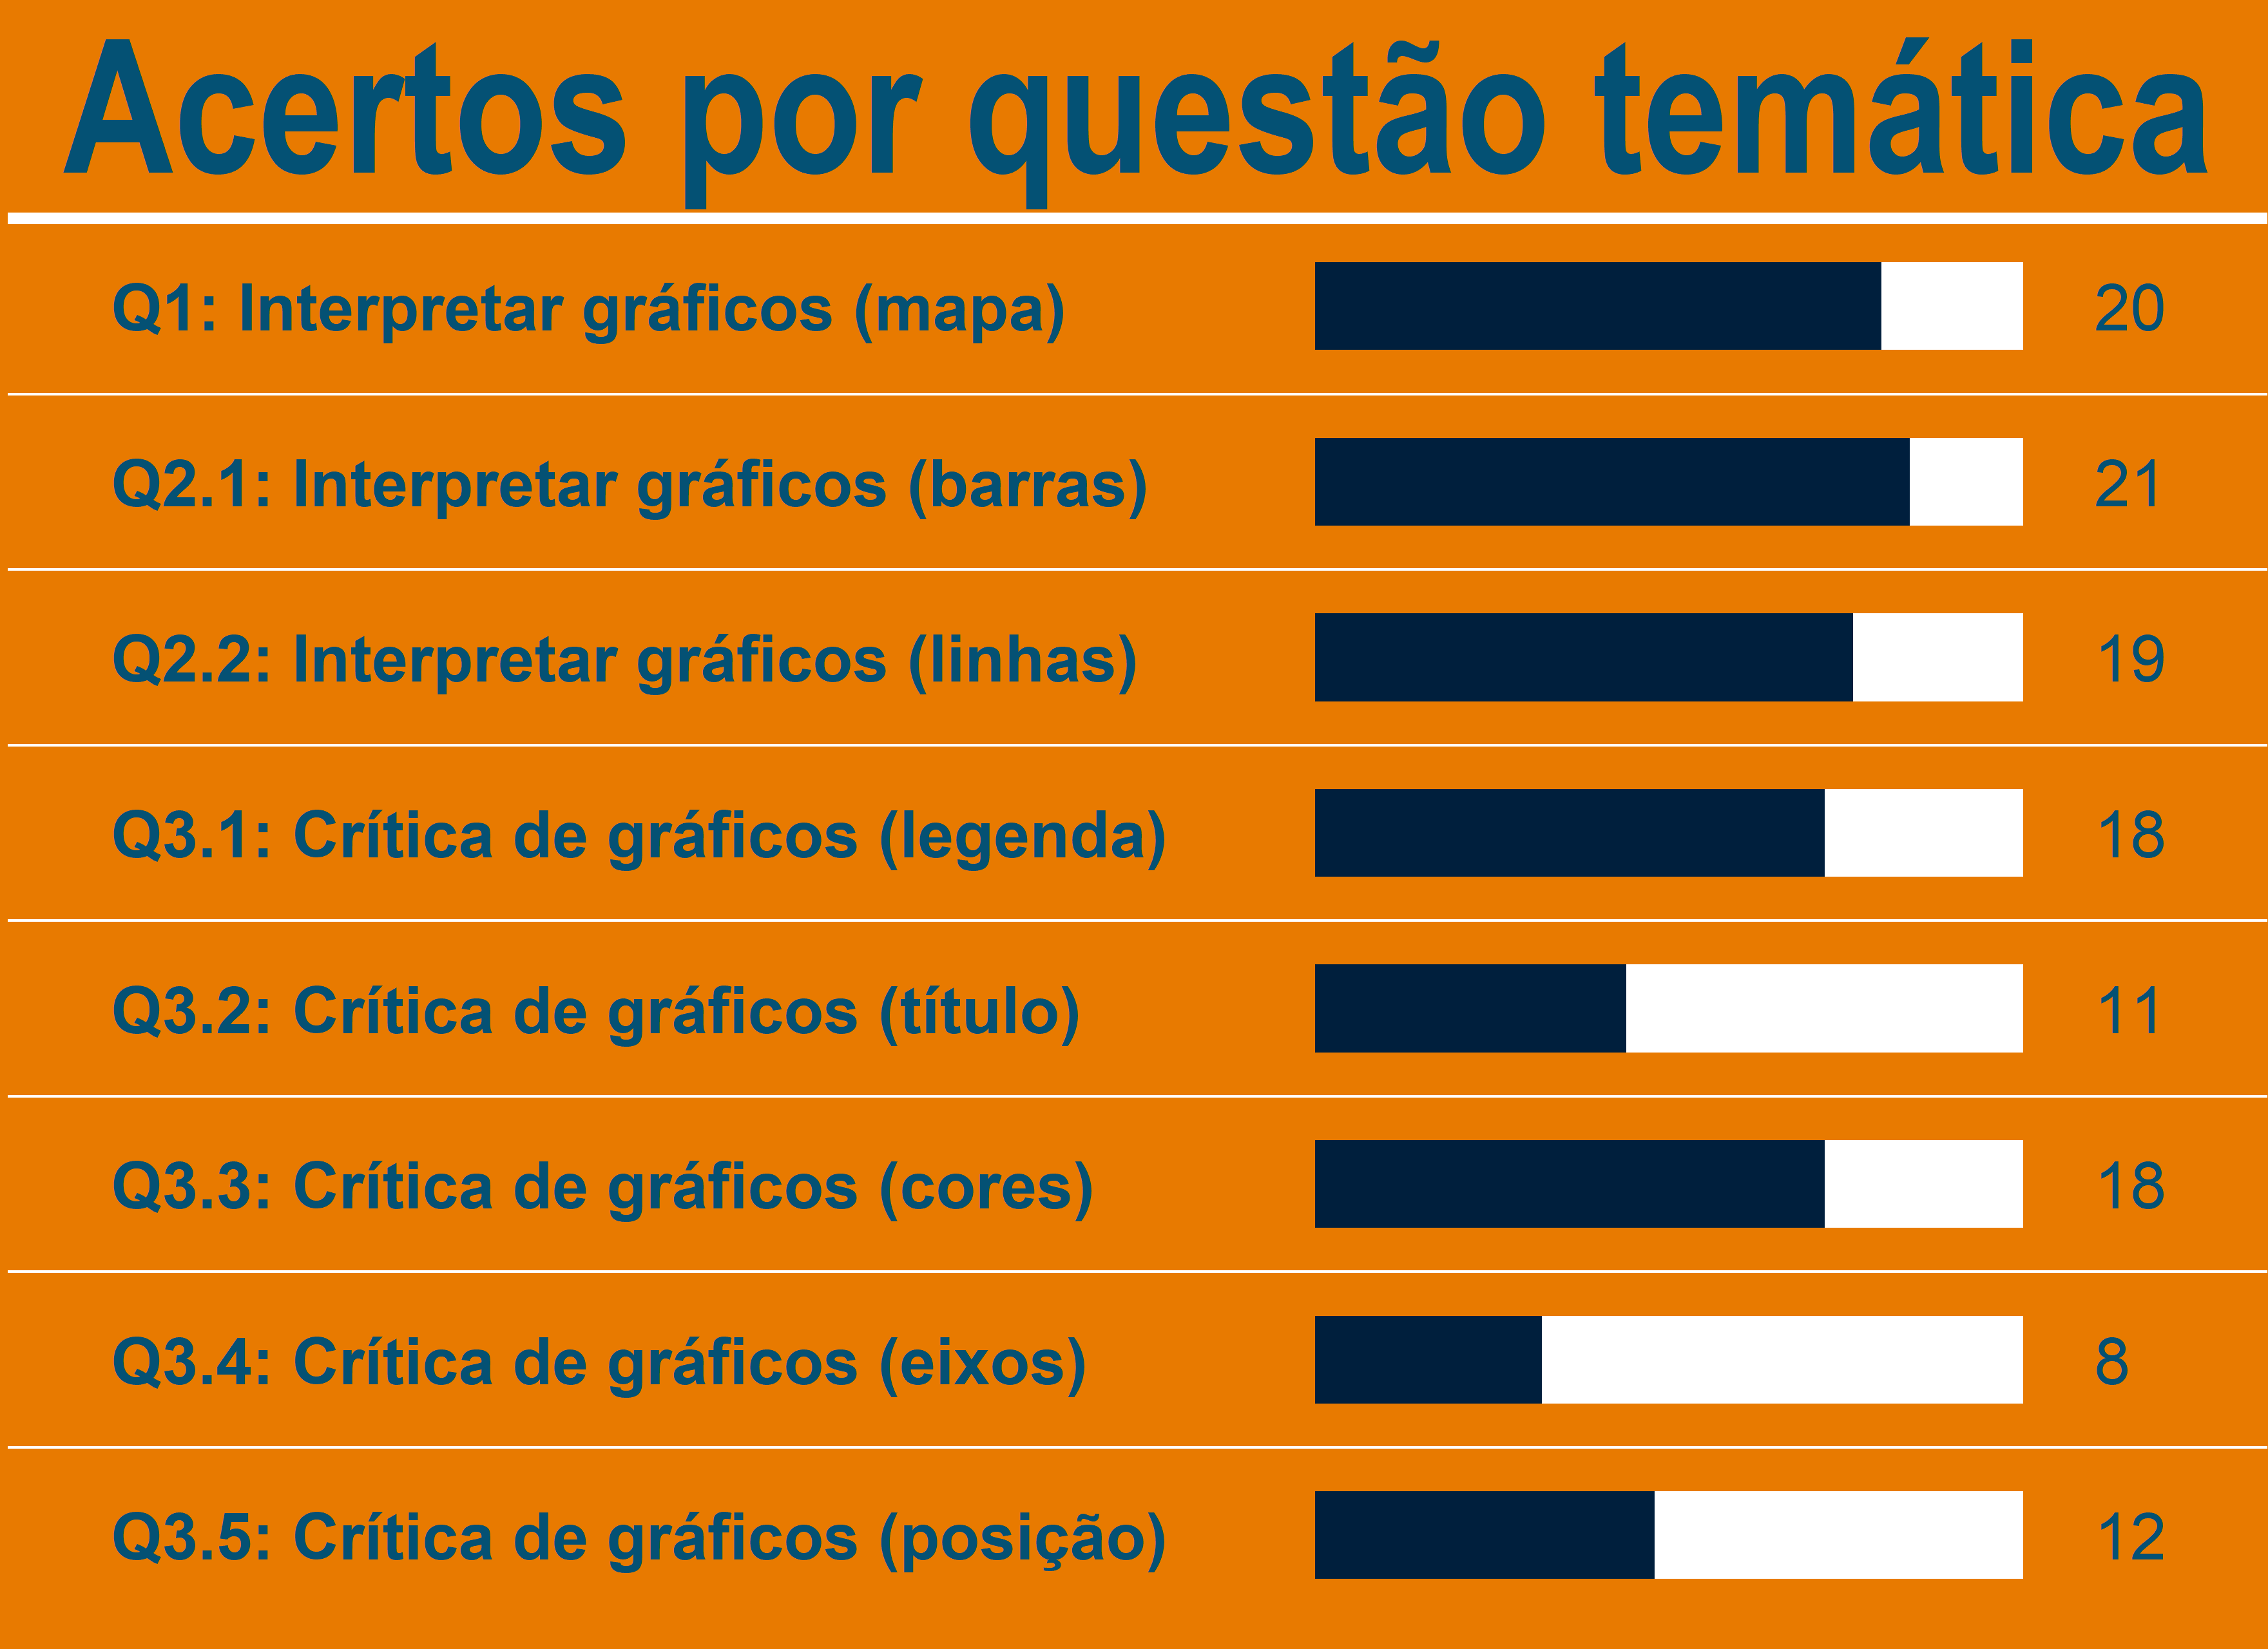 Acertos por questão temática
Q1: Interpretar gráficos (mapa) 20
Q2.1: Interpretar gráficos (barras) 21
Q2.2: Interpretar gráficos (linhas) 19
Q3.1: Crítica de gráficos (legenda) 18
Q3.2: Crítica de gráficos (título) 11
Q3.3: Crítica de gráficos (cores) 18
Q3.4: Crítica de gráficos (eixos) 8
Q3.5: Crítica de gráficos (posição) 12